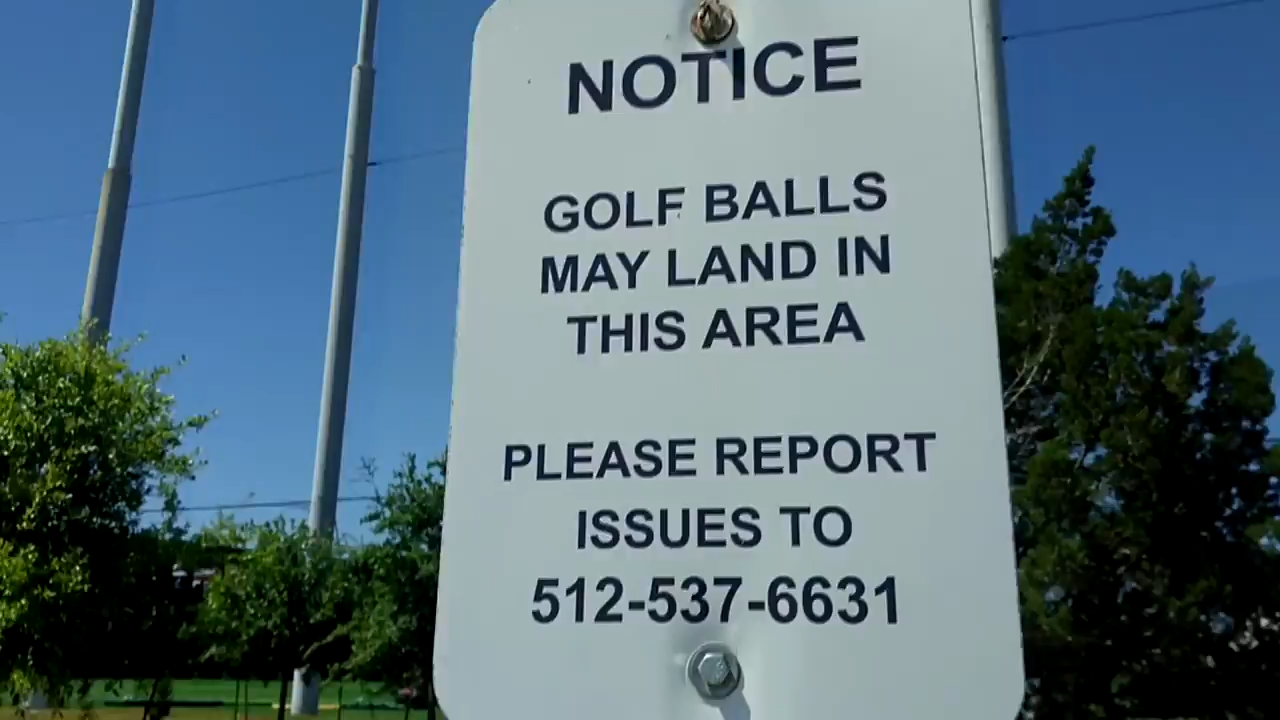 NOTICE
GOLF BALLS
MAY LAND IN
THIS AREA
PLEASE REPORT
ISSUES TO
512-537-6631